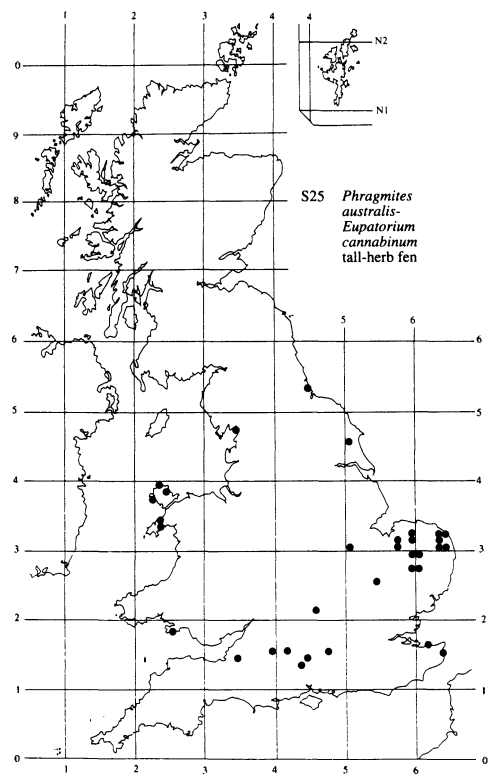 1 2 3 4 4
N2
0
N1
9
S25 Phragmites
australis-
8 Eupatorium
cannabinum
tall-herb fen
7
5 6
6 6
5 5
4 4
3 3
2 2
1 1
0 0
1 2 3 4 5 6